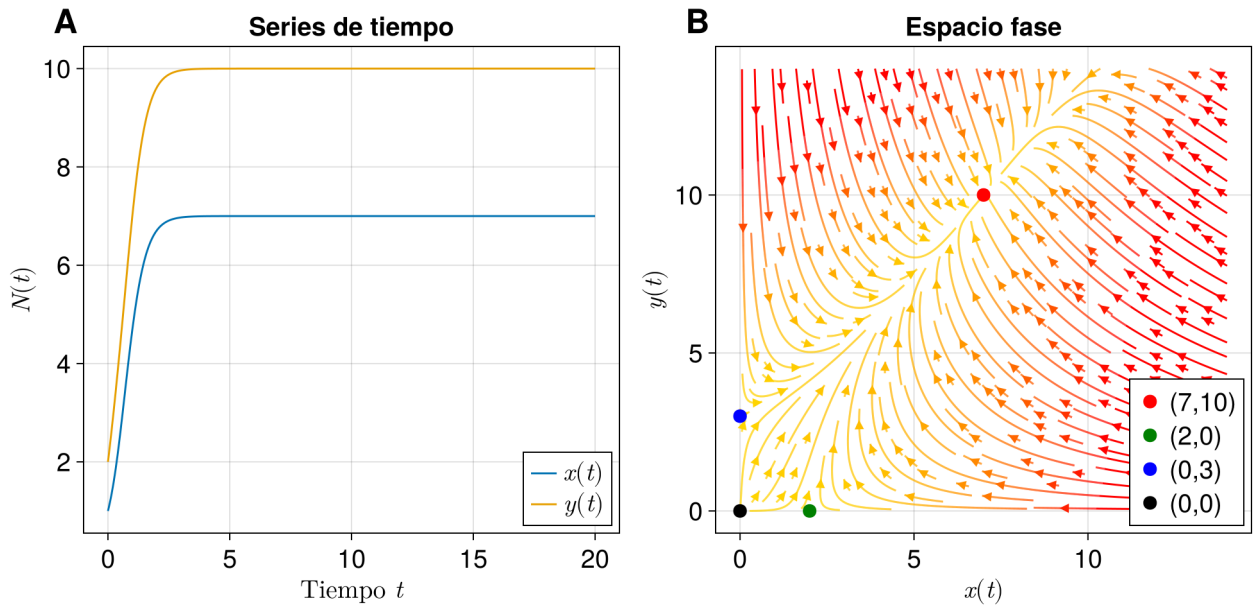 A
Series de tiempo
N(t)
10
8
6
4
2
0
5
10
15
20
Tiempo t
x(t)
y(t)
B
Espacio fase
y(t)
10
5
0
0
5
10
x(t)
(7,10)
(2,0)
(0,3)
(0,0)